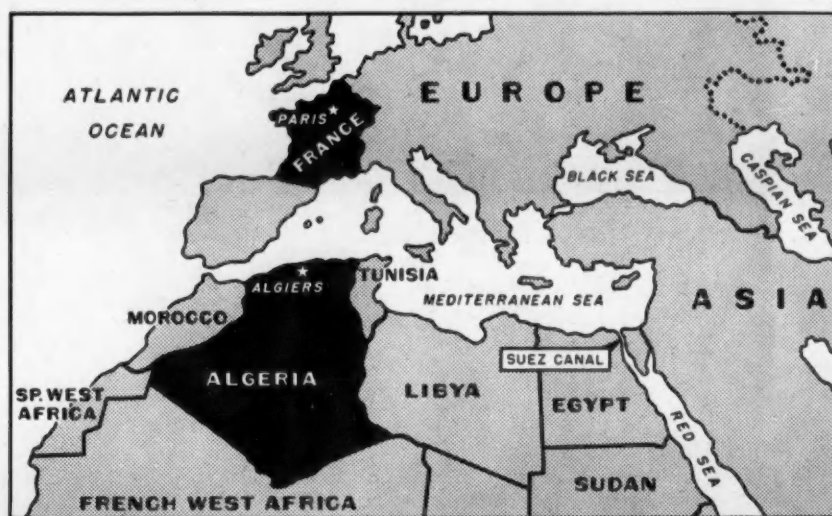 ATLANTIC
OCEAN
EUROPE
PARIS
FRANCE
BLACK SEA
CASPIAN SEA
ALGIERS
TUNISIA
MEDITERRANEAN SEA
ASIA
MOROCCO
SUEZ CANAL
ALGERIA
SP. WEST
AFRICA
LIBYA
EGYPT
RED SEA
SUDAN
FRENCH WEST AFRICA